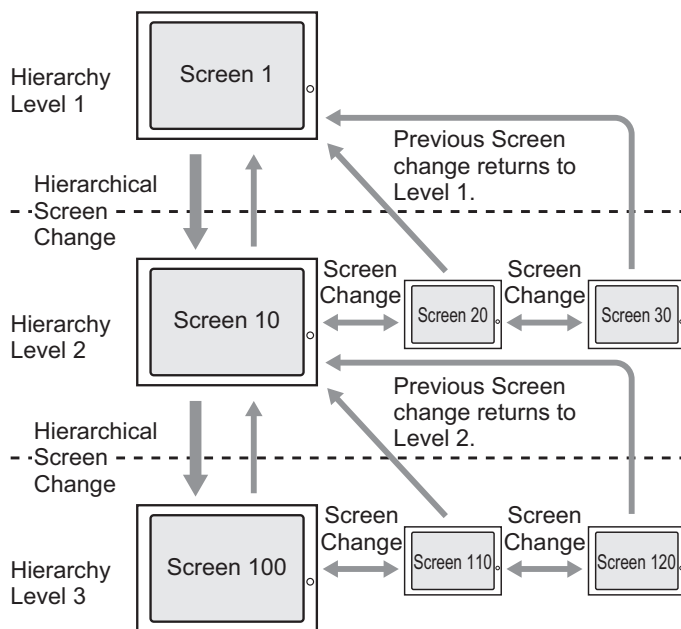 Hierarchy
Level 1
Screen 1
Previous Screen
change returns to
Level 1.
Hierarchical
Screen
Change
Hierarchy
Level 2
Screen 10
Screen
Change
Screen 20
Screen
Change
Screen 30
Previous Screen
change returns to
Level 2.
Hierarchical
Screen
Change
Hierarchy
Level 3
Screen 100
Screen
Change
Screen 110
Screen
Change
Screen 120